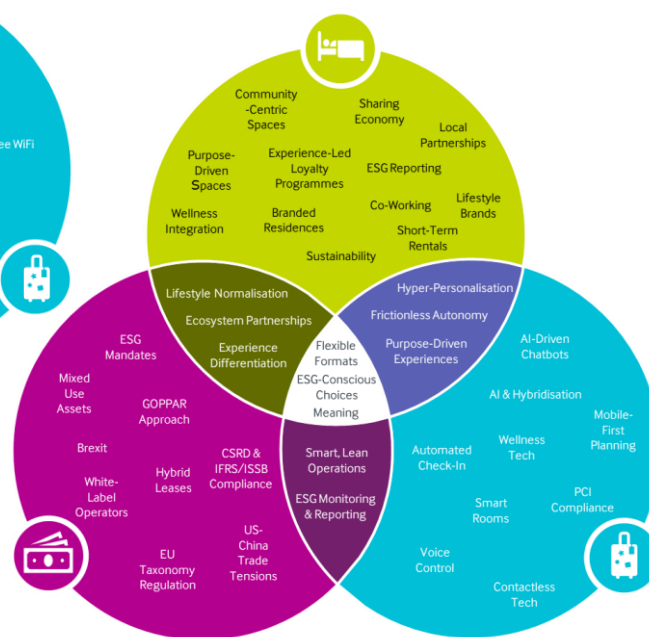 ee WiFi
Community
-Centric
Spaces
Sharing
Economy
Local
Partnerships
Purpose-
Driven
Spaces
Experience-Led
Loyalty
Programmes
ESG Reporting
Wellness
Integration
Branded
Residences
Co-Working
Lifestyle
Brands
Short-Term
Rentals
Sustainability
Lifestyle Normalisation
Ecosystem Partnerships
Experience
Differentiation
Hyper-Personalisation
Frictionless Autonomy
Purpose-Driven
Experiences
Flexible
Formats
ESG-Conscious
Choices
Meaning
ESG
Mandates
Mixed
Use
Assets
GOPPAR
Approach
Brexit
White-
Label
Operators
Hybrid
Leases
CSRD &
IFRS/ISSB
Compliance
EU
Taxonomy
Regulation
US-
China
Trade
Tensions
Smart, Lean
Operations
ESG Monitoring
& Reporting
AI-Driven
Chatbots
AI & Hybridisation
Mobile-
First
Planning
Automated
Check-In
Wellness
Tech
Smart
Rooms
PCI
Compliance
Voice
Control
Contactless
Tech